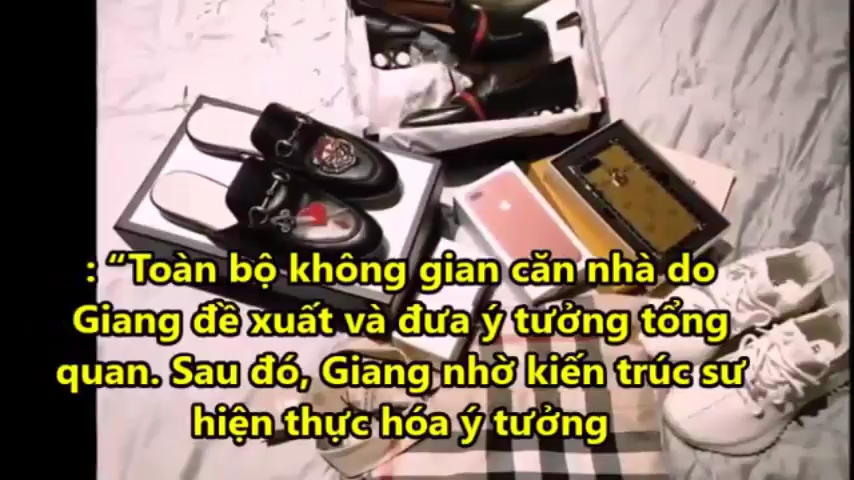 : “Toàn bộ không gian căn nhà do
Giang đề xuất và đưa ý tưởng tổng
quan. Sau đó, Giang nhờ kiến trúc sư
hiện thực hóa ý tưởng